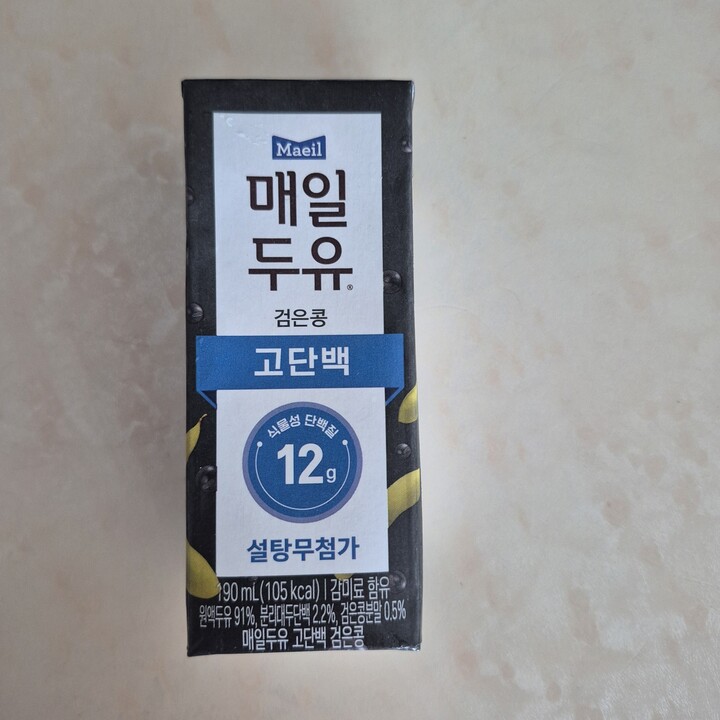 Maeil
매일
두유®
검은콩
고단백
식물성 단백질
12g
설탕무첨가
190 mL(105 kcal) | 감미료 함유
원액두유 91%, 분리대두단백 2.2%, 검은콩분말 0.5%
매일두유 고단백 검은콩